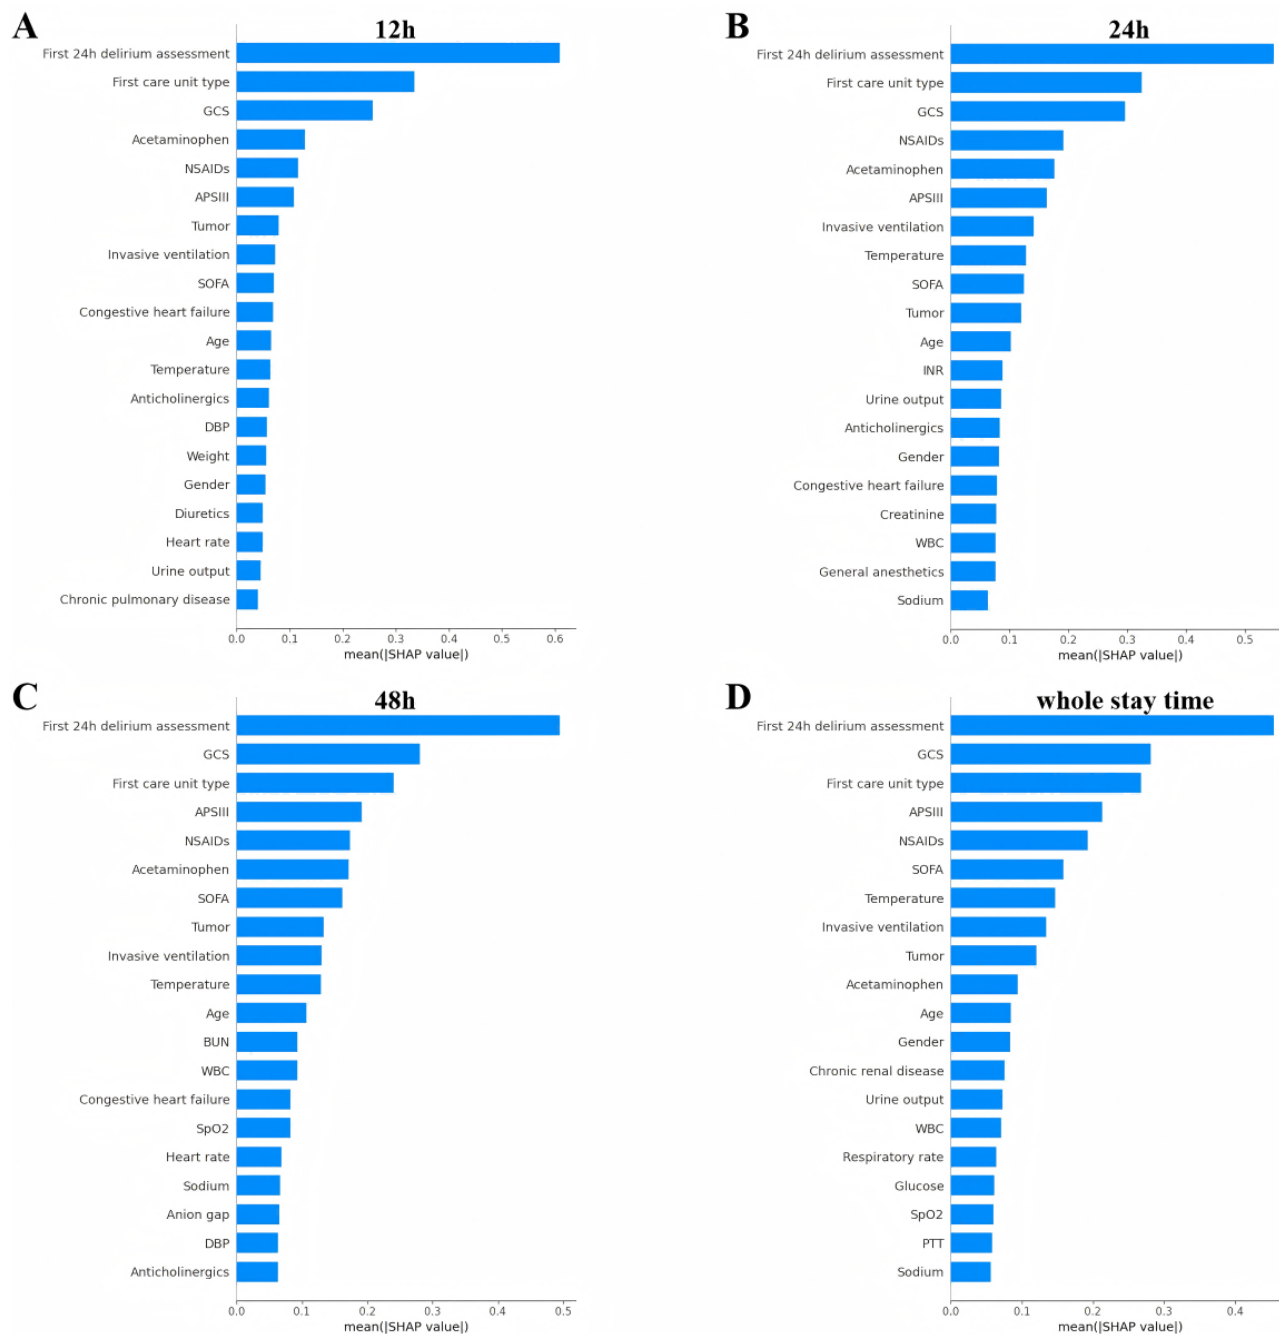 A
12h
First 24h delirium assessment
First care unit type
GCS
Acetaminophen
NSAIDs
APSIII
Tumor
Invasive ventilation
SOFA
Congestive heart failure
Age
Temperature
Anticholinergics
DBP
Weight
Gender
Diuretics
Heart rate
Urine output
Chronic pulmonary disease
0.0 0.1 0.2 0.3 0.4 0.5 0.6
mean(|SHAP value|)
B
24h
First 24h delirium assessment
First care unit type
GCS
NSAIDs
Acetaminophen
APSIII
Invasive ventilation
Temperature
SOFA
Tumor
Age
INR
Urine output
Anticholinergics
Gender
Congestive heart failure
Creatinine
WBC
General anesthetics
Sodium
0.0 0.1 0.2 0.3 0.4 0.5
mean(|SHAP value|)
C
48h
First 24h delirium assessment
GCS
First care unit type
APSIII
NSAIDs
Acetaminophen
SOFA
Tumor
Invasive ventilation
Temperature
Age
BUN
WBC
Congestive heart failure
SpO2
Heart rate
Sodium
Anion gap
DBP
Anticholinergics
0.0 0.1 0.2 0.3 0.4 0.5
mean(|SHAP value|)
D
whole stay time
First 24h delirium assessment
GCS
First care unit type
APSIII
NSAIDs
SOFA
Temperature
Invasive ventilation
Tumor
Acetaminophen
Age
Gender
Chronic renal disease
Urine output
WBC
Respiratory rate
Glucose
SpO2
PTT
Sodium
0.0 0.1 0.2 0.3 0.4
mean(|SHAP value|)